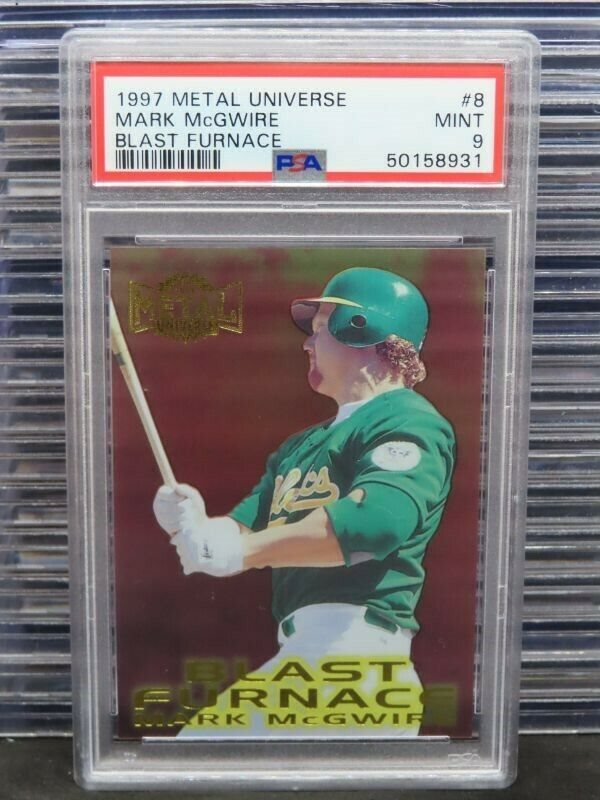 1997 METAL UNIVERSE #8
MARK McGWIRE MINT
BLAST FURNACE 9
PSA 50158931
METAL
UNIVERSE
BLAST
FURNACE
MARK McGWIRE